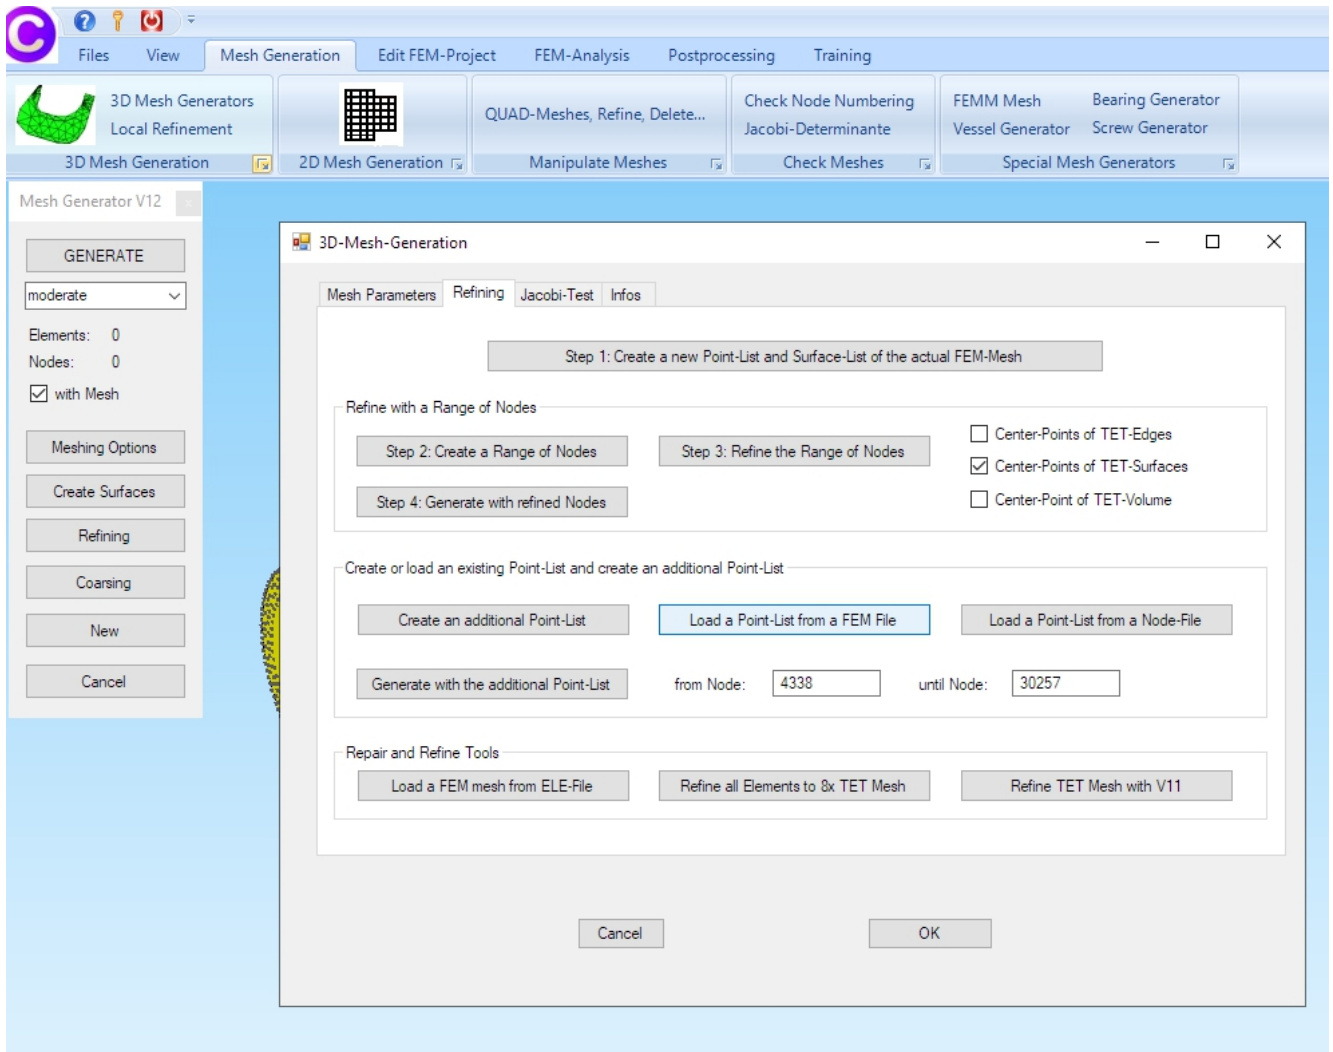 C
Files View Mesh Generation Edit FEM-Project FEM-Analysis Postprocessing Training
3D Mesh Generators
Local Refinement
3D Mesh Generation
2D Mesh Generation
QUAD-Meshes, Refine, Delete...
Manipulate Meshes
Check Node Numbering
Jacobi-Determinante
Check Meshes
FEMM Mesh Bearing Generator
Vessel Generator Screw Generator
Special Mesh Generators
Mesh Generator V12
GENERATE
moderate
Elements: 0
Nodes: 0
with Mesh
Meshing Options
Create Surfaces
Refining
Coarsing
New
Cancel
3D-Mesh-Generation
Mesh Parameters Refining Jacobi-Test Infos
Step 1: Create a new Point-List and Surface-List of the actual FEM-Mesh
Refine with a Range of Nodes
Step 2: Create a Range of Nodes Step 3: Refine the Range of Nodes
Step 4: Generate with refined Nodes
Center-Points of TET-Edges
Center-Points of TET-Surfaces
Center-Point of TET-Volume
Create or load an existing Point-List and create an additional Point-List
Create an additional Point-List Load a Point-List from a FEM File Load a Point-List from a Node-File
Generate with the additional Point-List from Node: 4338 until Node: 30257
Repair and Refine Tools
Load a FEM mesh from ELE-File Refine all Elements to 8x TET Mesh Refine TET Mesh with V11
Cancel OK